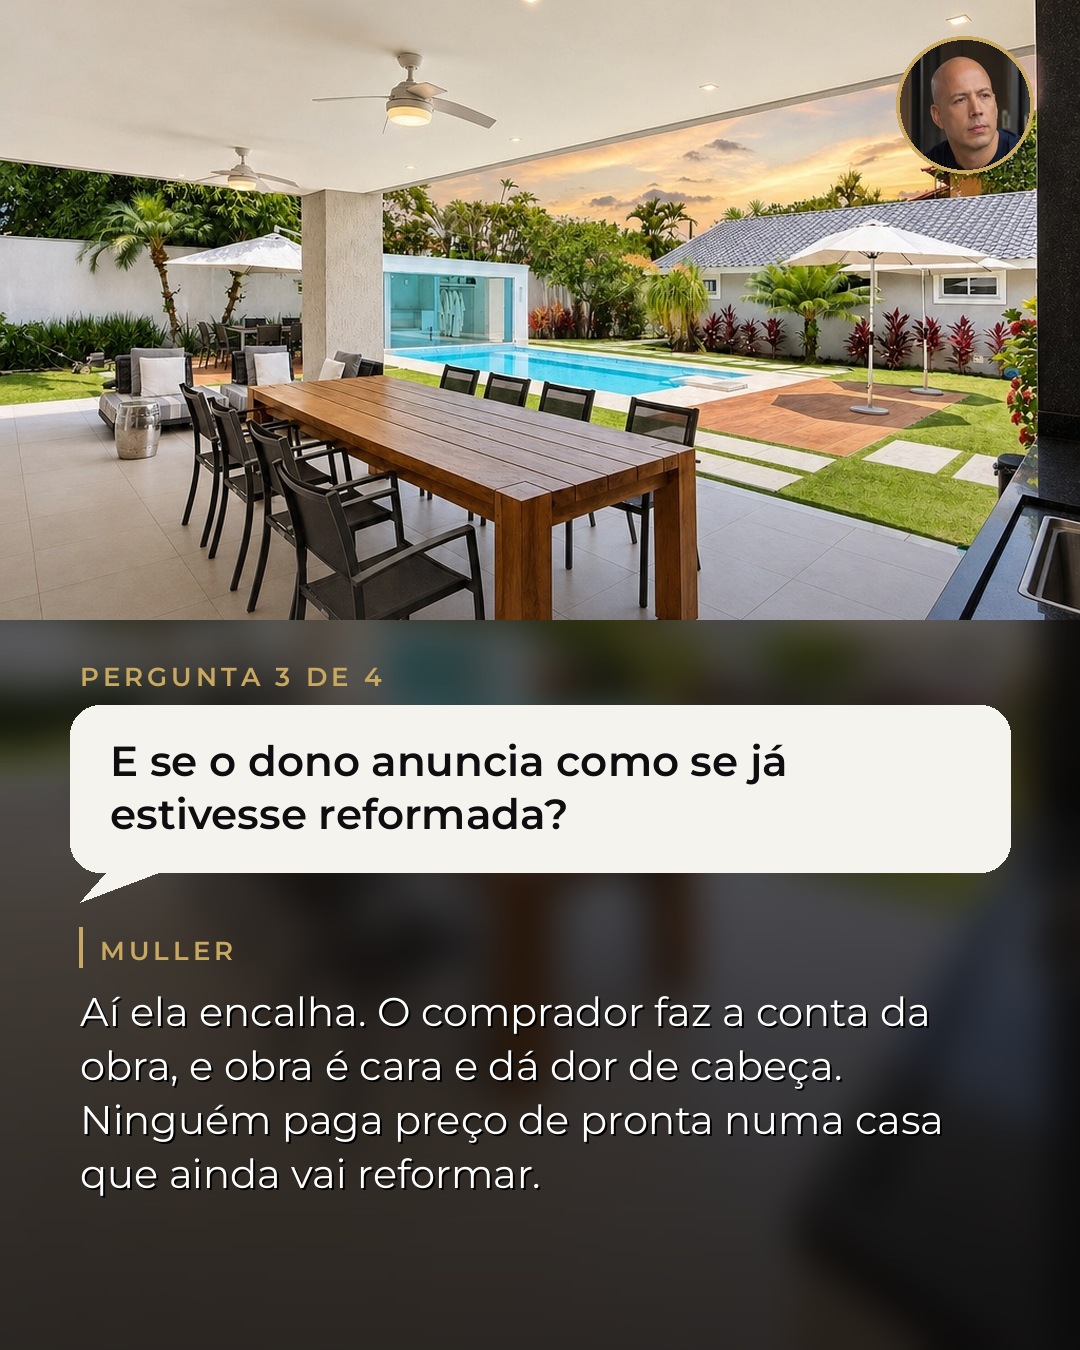 PERGUNTA 3 DE 4
E se o dono anuncia como se já
estivesse reformada?
MULLER
Aí ela encalha. O comprador faz a conta da
obra, e obra é cara e dá dor de cabeça.
Ninguém paga preço de pronta numa casa
que ainda vai reformar.